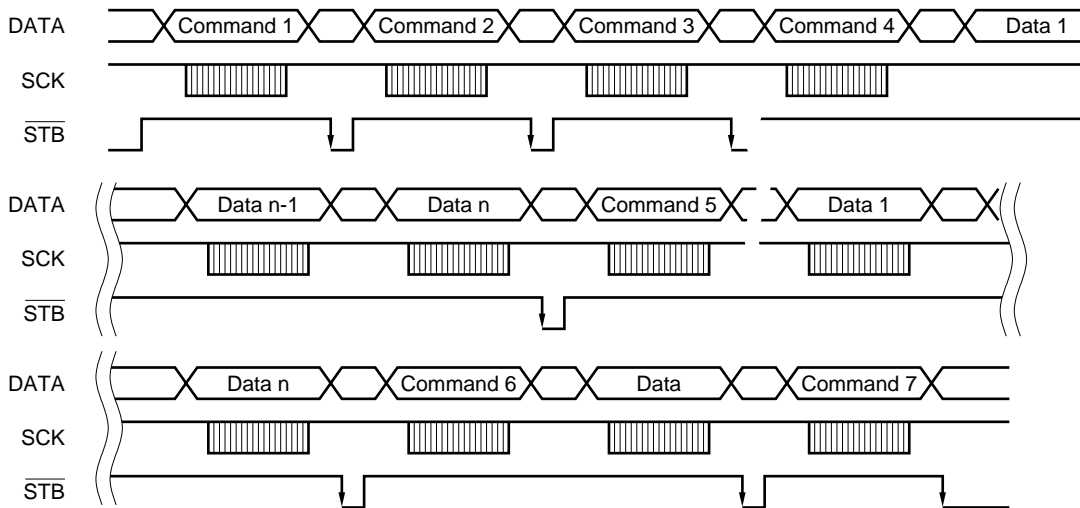 DATA Command 1 Command 2 Command 3 Command 4 Data 1
SCK
STB
DATA Data n-1 Data n Command 5 Data 1
SCK
STB
DATA Data n Command 6 Data Command 7
SCK
STB